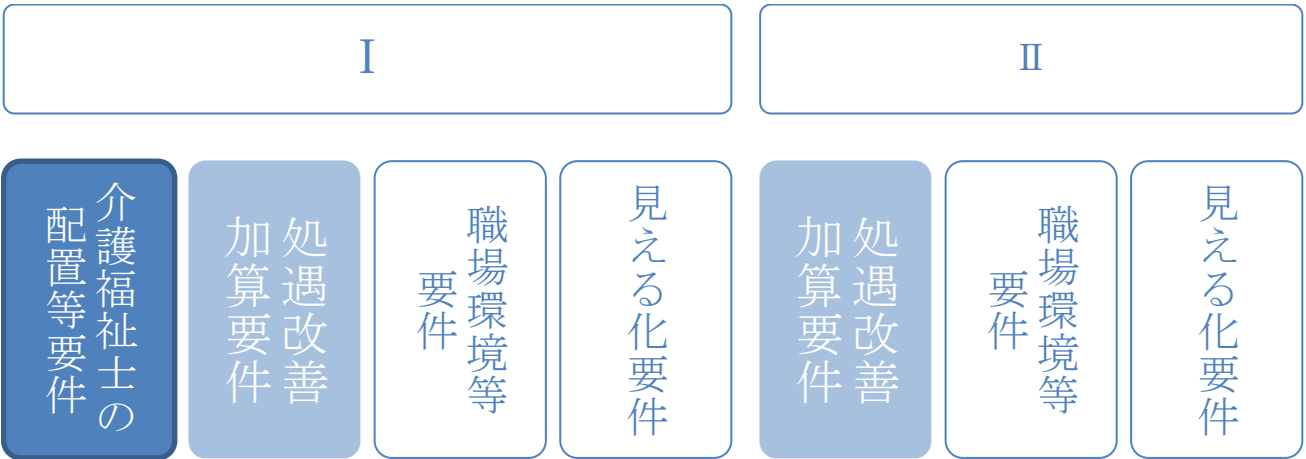 Ⅰ
Ⅱ
介護福祉士の
配置等要件
処遇改善
加算要件
職場環境等
要件
見える化要件
処遇改善
加算要件
職場環境等
要件
見える化要件